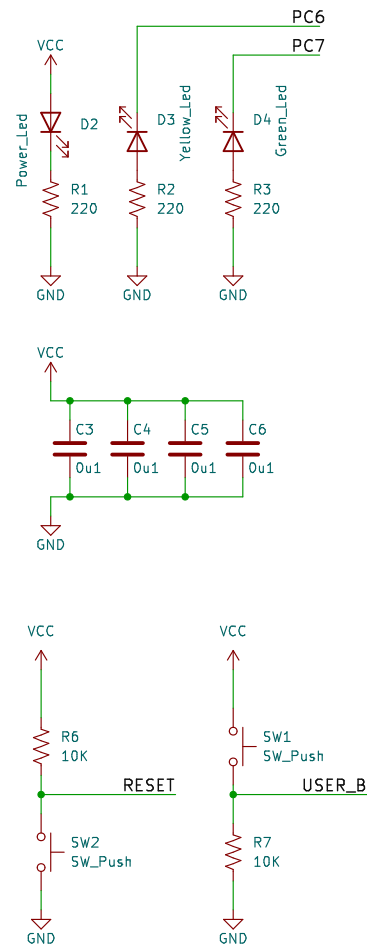 PC6
PC7
VCC
Power_Led
D2
D3
Yellow_Led
D4
Green_Led
R1
220
R2
220
R3
220
GND
GND
GND
VCC
C3
0u1
C4
0u1
C5
0u1
C6
0u1
GND
VCC
VCC
R6
10K
SW1
SW_Push
RESET
USER_B
SW2
SW_Push
R7
10K
GND
GND